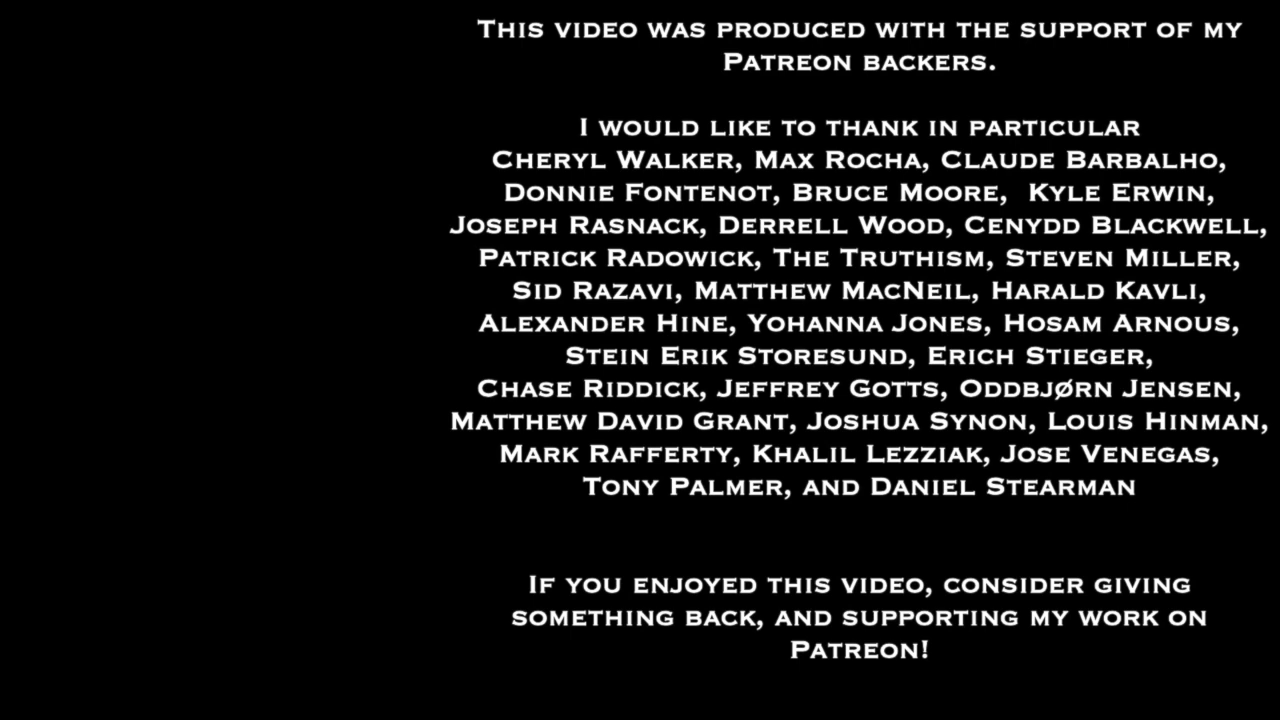 This video was produced with the support of my
Patreon backers.
I would like to thank in particular
Cheryl Walker, Max Rocha, Claude Barbalho,
Donnie Fontenot, Bruce Moore, Kyle Erwin,
Joseph Rasnack, Derrell Wood, Cenydd Blackwell,
Patrick Radowick, The Truthism, Steven Miller,
Sid Razavi, Matthew MacNeil, Harald Kavli,
Alexander Hine, Yohanna Jones, Hosam Arnous,
Stein Erik Storesund, Erich Stieger,
Chase Riddick, Jeffrey Gotts, Oddbjørn Jensen,
Matthew David Grant, Joshua Synon, Louis Hinman,
Mark Rafferty, Khalil Lezziak, Jose Venegas,
Tony Palmer, and Daniel Stearman
If you enjoyed this video, consider giving
something back, and supporting my work on
Patreon!